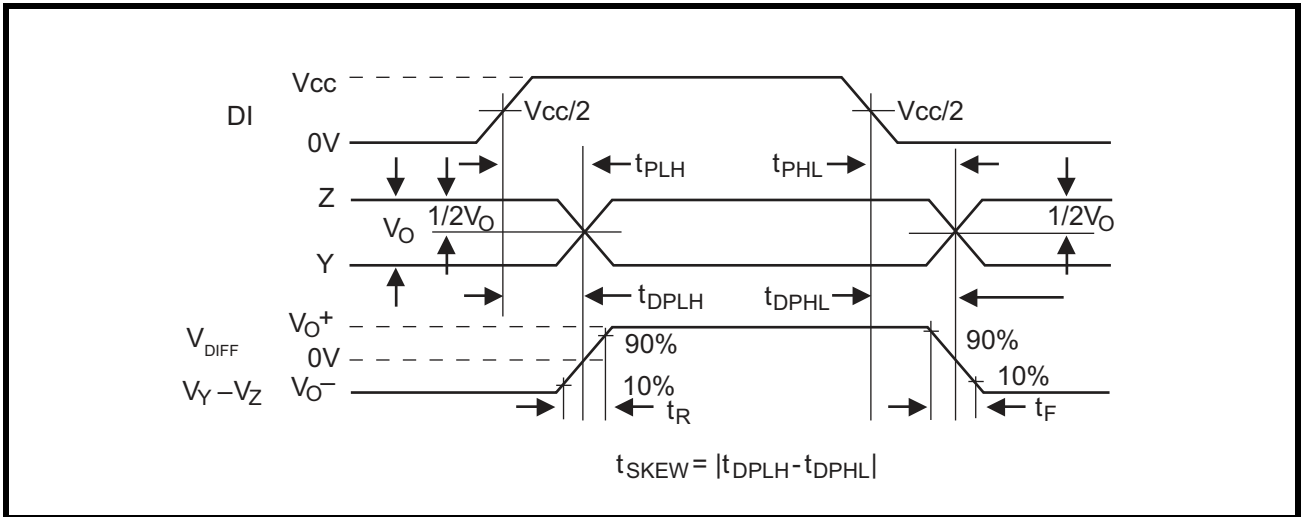 Vcc
DI
Vcc/2
Vcc/2
0V
tPLH
tPHL
Z
VO
1/2VO
1/2VO
Y
tDPLH
tDPHL
VO+
VDIFF
90%
90%
0V
VY–VZ
VO–
10%
10%
tR
tF
tSKEW= |tDPLH-tDPHL|